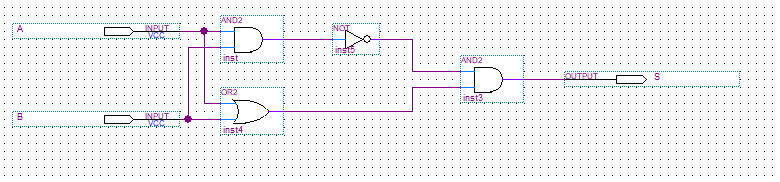 A
INPUT
VCC
AND2
inst
NOT
inst5
AND2
inst3
OUTPUT
S
B
INPUT
VCC
OR2
inst4